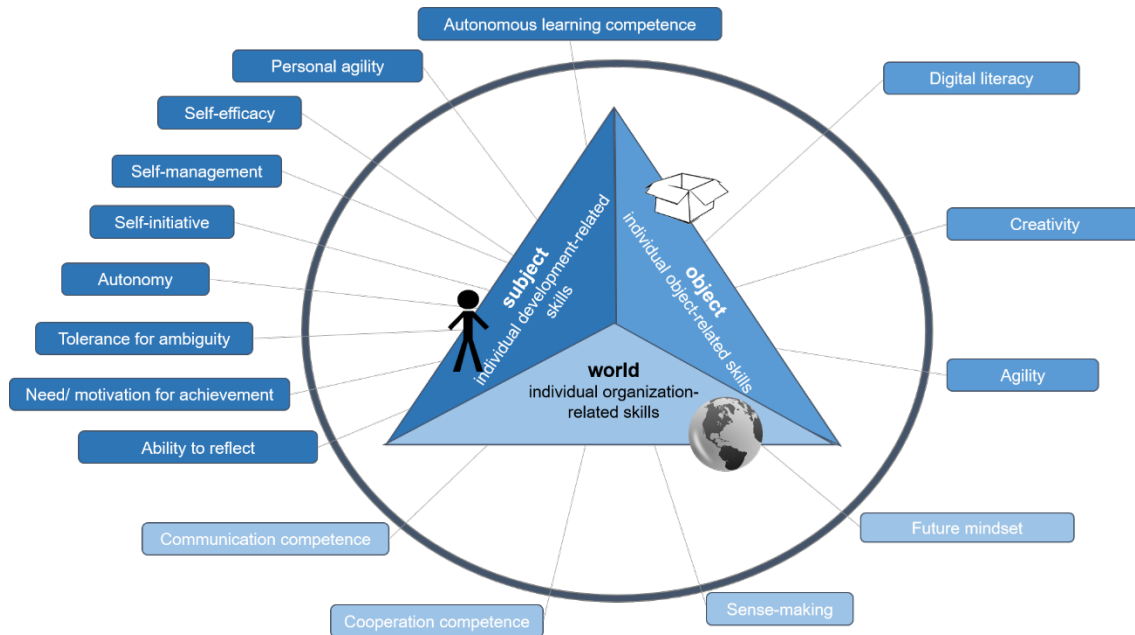 Autonomous learning competence
Personal agility
Self-efficacy
Self-management
Self-initiative
Autonomy
Tolerance for ambiguity
Need/ motivation for achievement
Ability to reflect
Digital literacy
Creativity
Agility
subject
individual development-related
skills
object
individual object-related skills
world
individual organization-
related skills
Communication competence
Cooperation competence
Sense-making
Future mindset